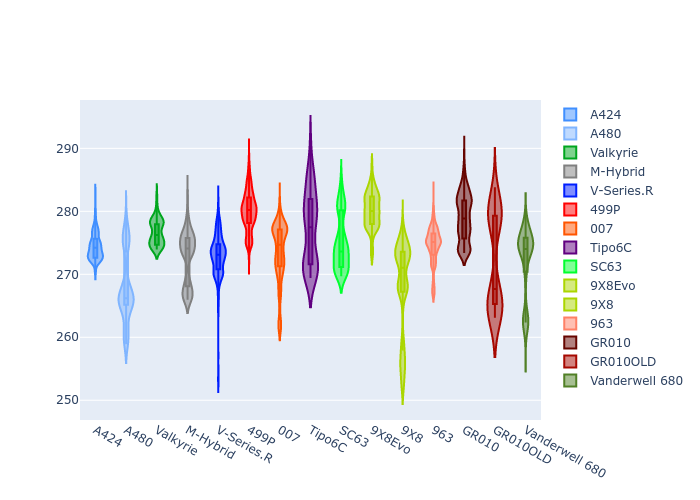 290
280
270
260
250
A424
A480
Valkyrie
M-Hybrid
V-Series.R
499P
007
Tipo6C
SC63
9X8Evo
9X8
963
GR010
GR010OLD
Vanderwell 680
A424
A480
Valkyrie
M-Hybrid
V-Series.R
499P
007
Tipo6C
SC63
9X8Evo
9X8
963
GR010
GR010OLD
Vanderwell 680